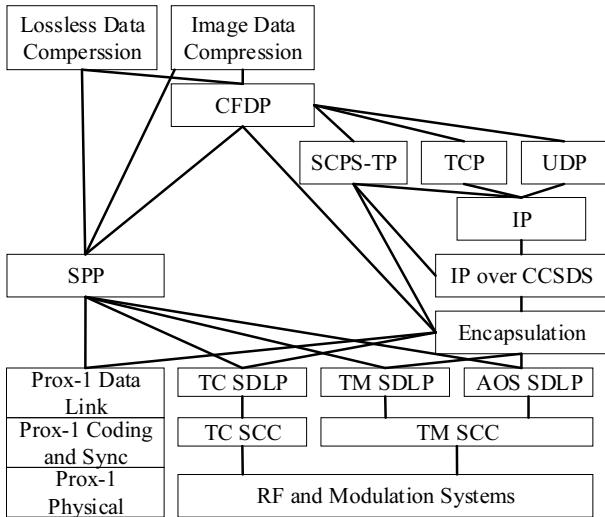 Lossless Data
Comperssion
Image Data
Compression
CFDP
SCPS-TP
TCP
UDP
IP
SPP
IP over CCSDS
Encapsulation
Prox-1 Data
Link
TC SDLP
TM SDLP
AOS SDLP
Prox-1 Coding
and Sync
TC SCC
TM SCC
Prox-1
Physical
RF and Modulation Systems